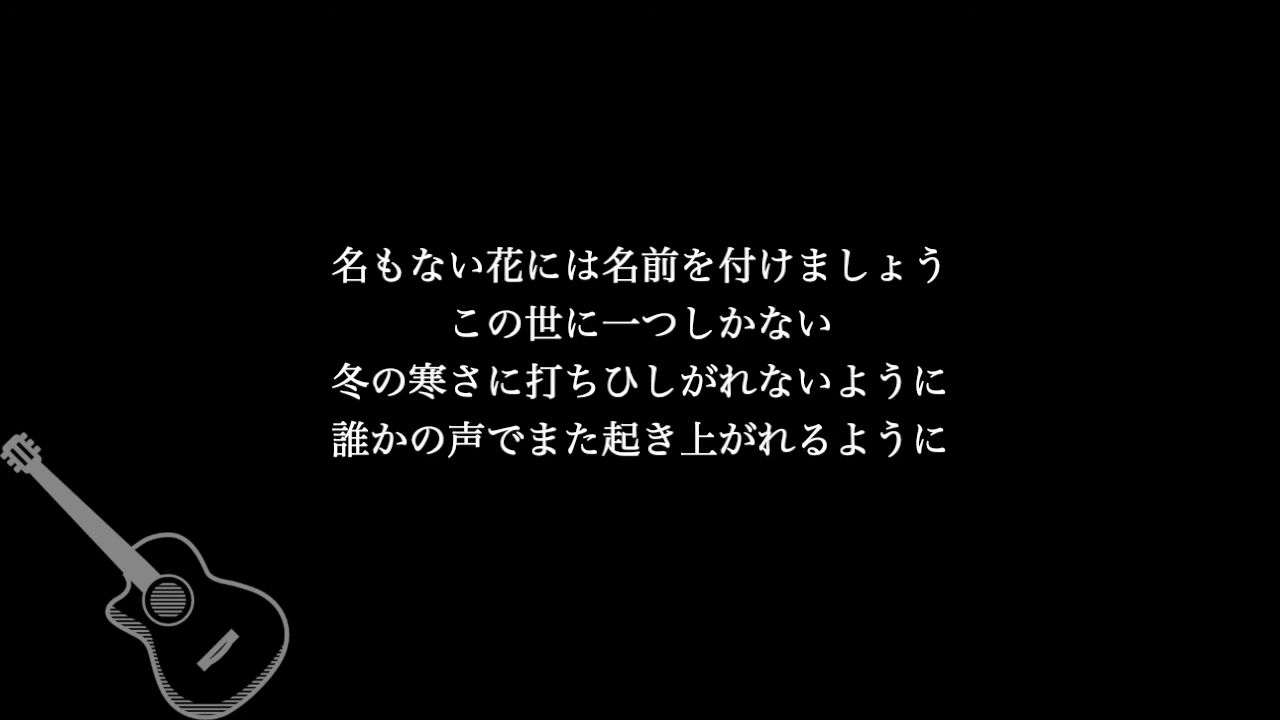 名もない花には名前を付けましょう
この世に一つしかない
冬の寒さに打ちひしがれないように
誰かの声でまた起き上がれるように